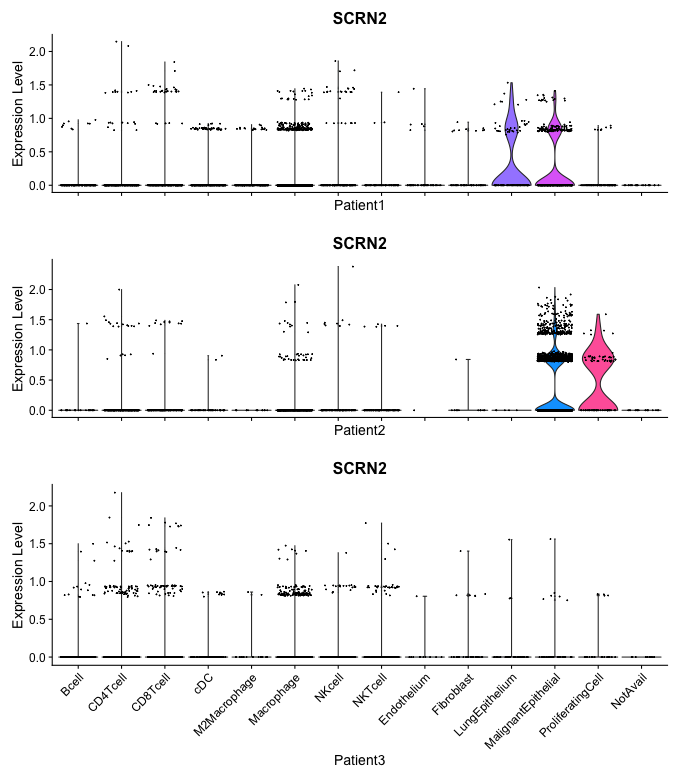 SCRN2
Expression Level
2.0
1.5
1.0
0.5
0.0
Patient1
SCRN2
Expression Level
2.0
1.5
1.0
0.5
0.0
Patient2
SCRN2
Expression Level
2.0
1.5
1.0
0.5
0.0
Bcell
CD4Tcell
CD8Tcell
cDC
M2Macrophage
Macrophage
NKcell
NKTcell
Endothelium
Fibroblast
LungEpithelium
MalignantEpithelial
ProliferatingCell
NotAvail
Patient3